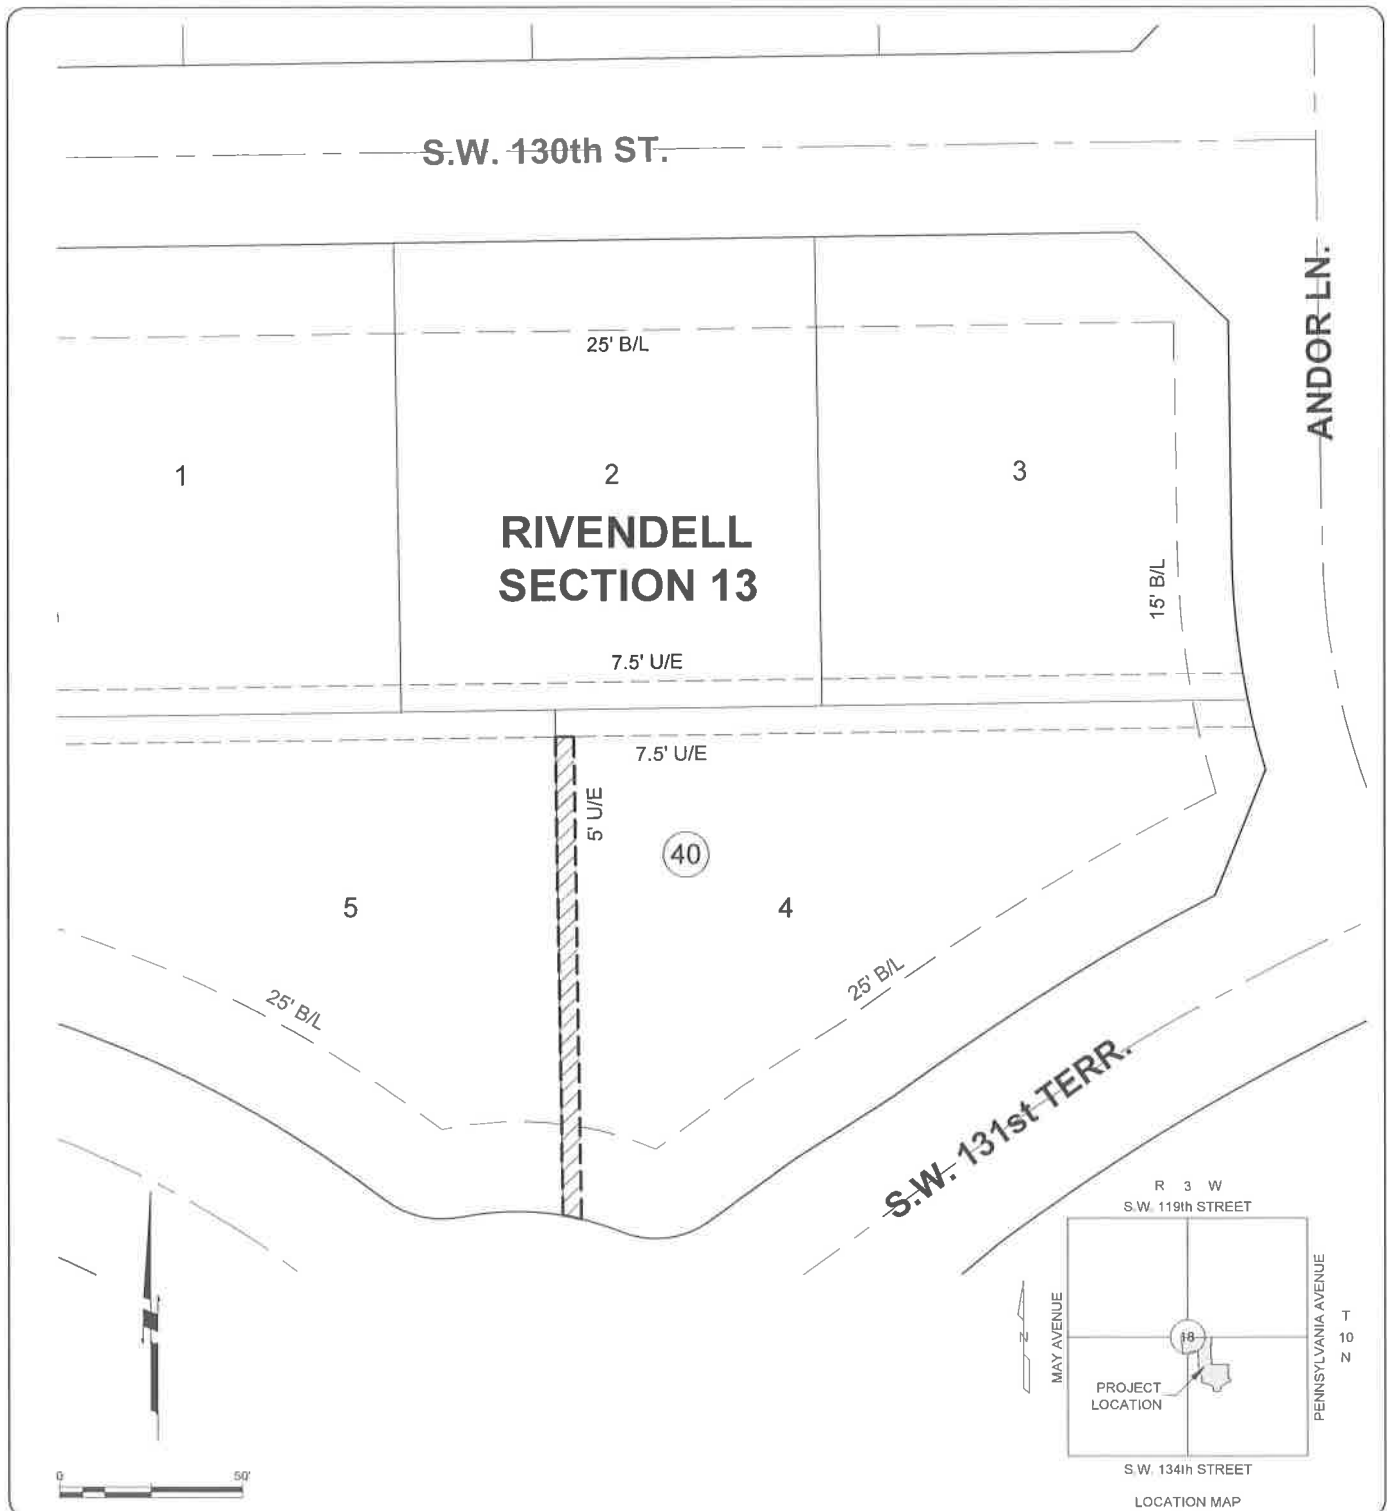 S.W. 130th ST.
ANDOR LN.
25' B/L
1
2
3
RIVENDELL
SECTION 13
15' B/L
7.5' U/E
7.5' U/E
5' U/E
40
5
4
25' B/L
25' B/L
S.W. 131st TERR.
R 3 W
S.W. 119th STREET
MAY AVENUE
PENNSYLVANIA AVENUE
T
10
N
N
18
PROJECT
LOCATION
S.W. 134th STREET
LOCATION MAP
0 50'